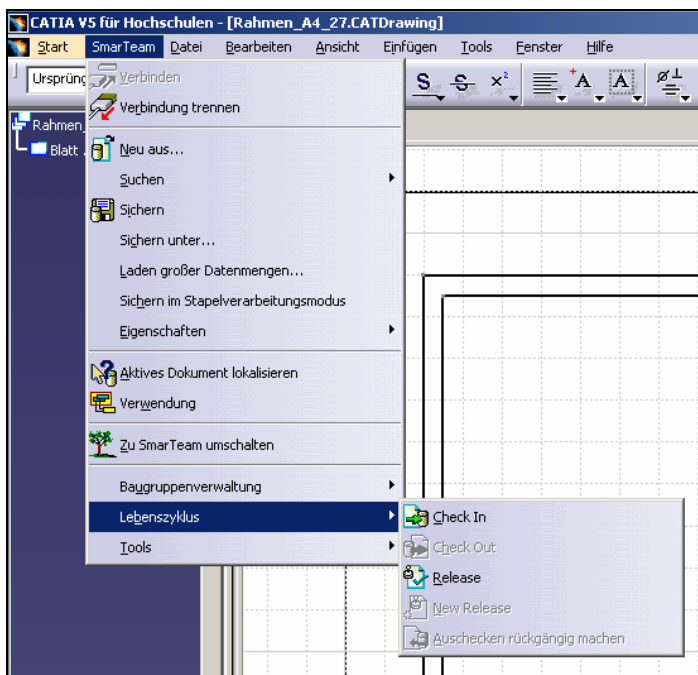 CATIA V5 für Hochschulen - [Rahmen_A4_27.CATDrawing]
Start SmarTeam Datei Bearbeiten Ansicht Einfügen Tools Fenster Hilfe
Ursprüng
S S x² A A
Verbinden
Verbindung trennen
Rahmen_
Blatt
Neu aus...
Suchen
Sichern
Sichern unter...
Laden großer Datenmengen...
Sichern im Stapelverarbeitungsmodus
Eigenschaften
Aktives Dokument lokalisieren
Verwendung
Zu SmarTeam umschalten
Baugruppenverwaltung
Lebenszyklus
Tools
Check In
Check Out
Release
New Release
Auschecken rückgängig machen